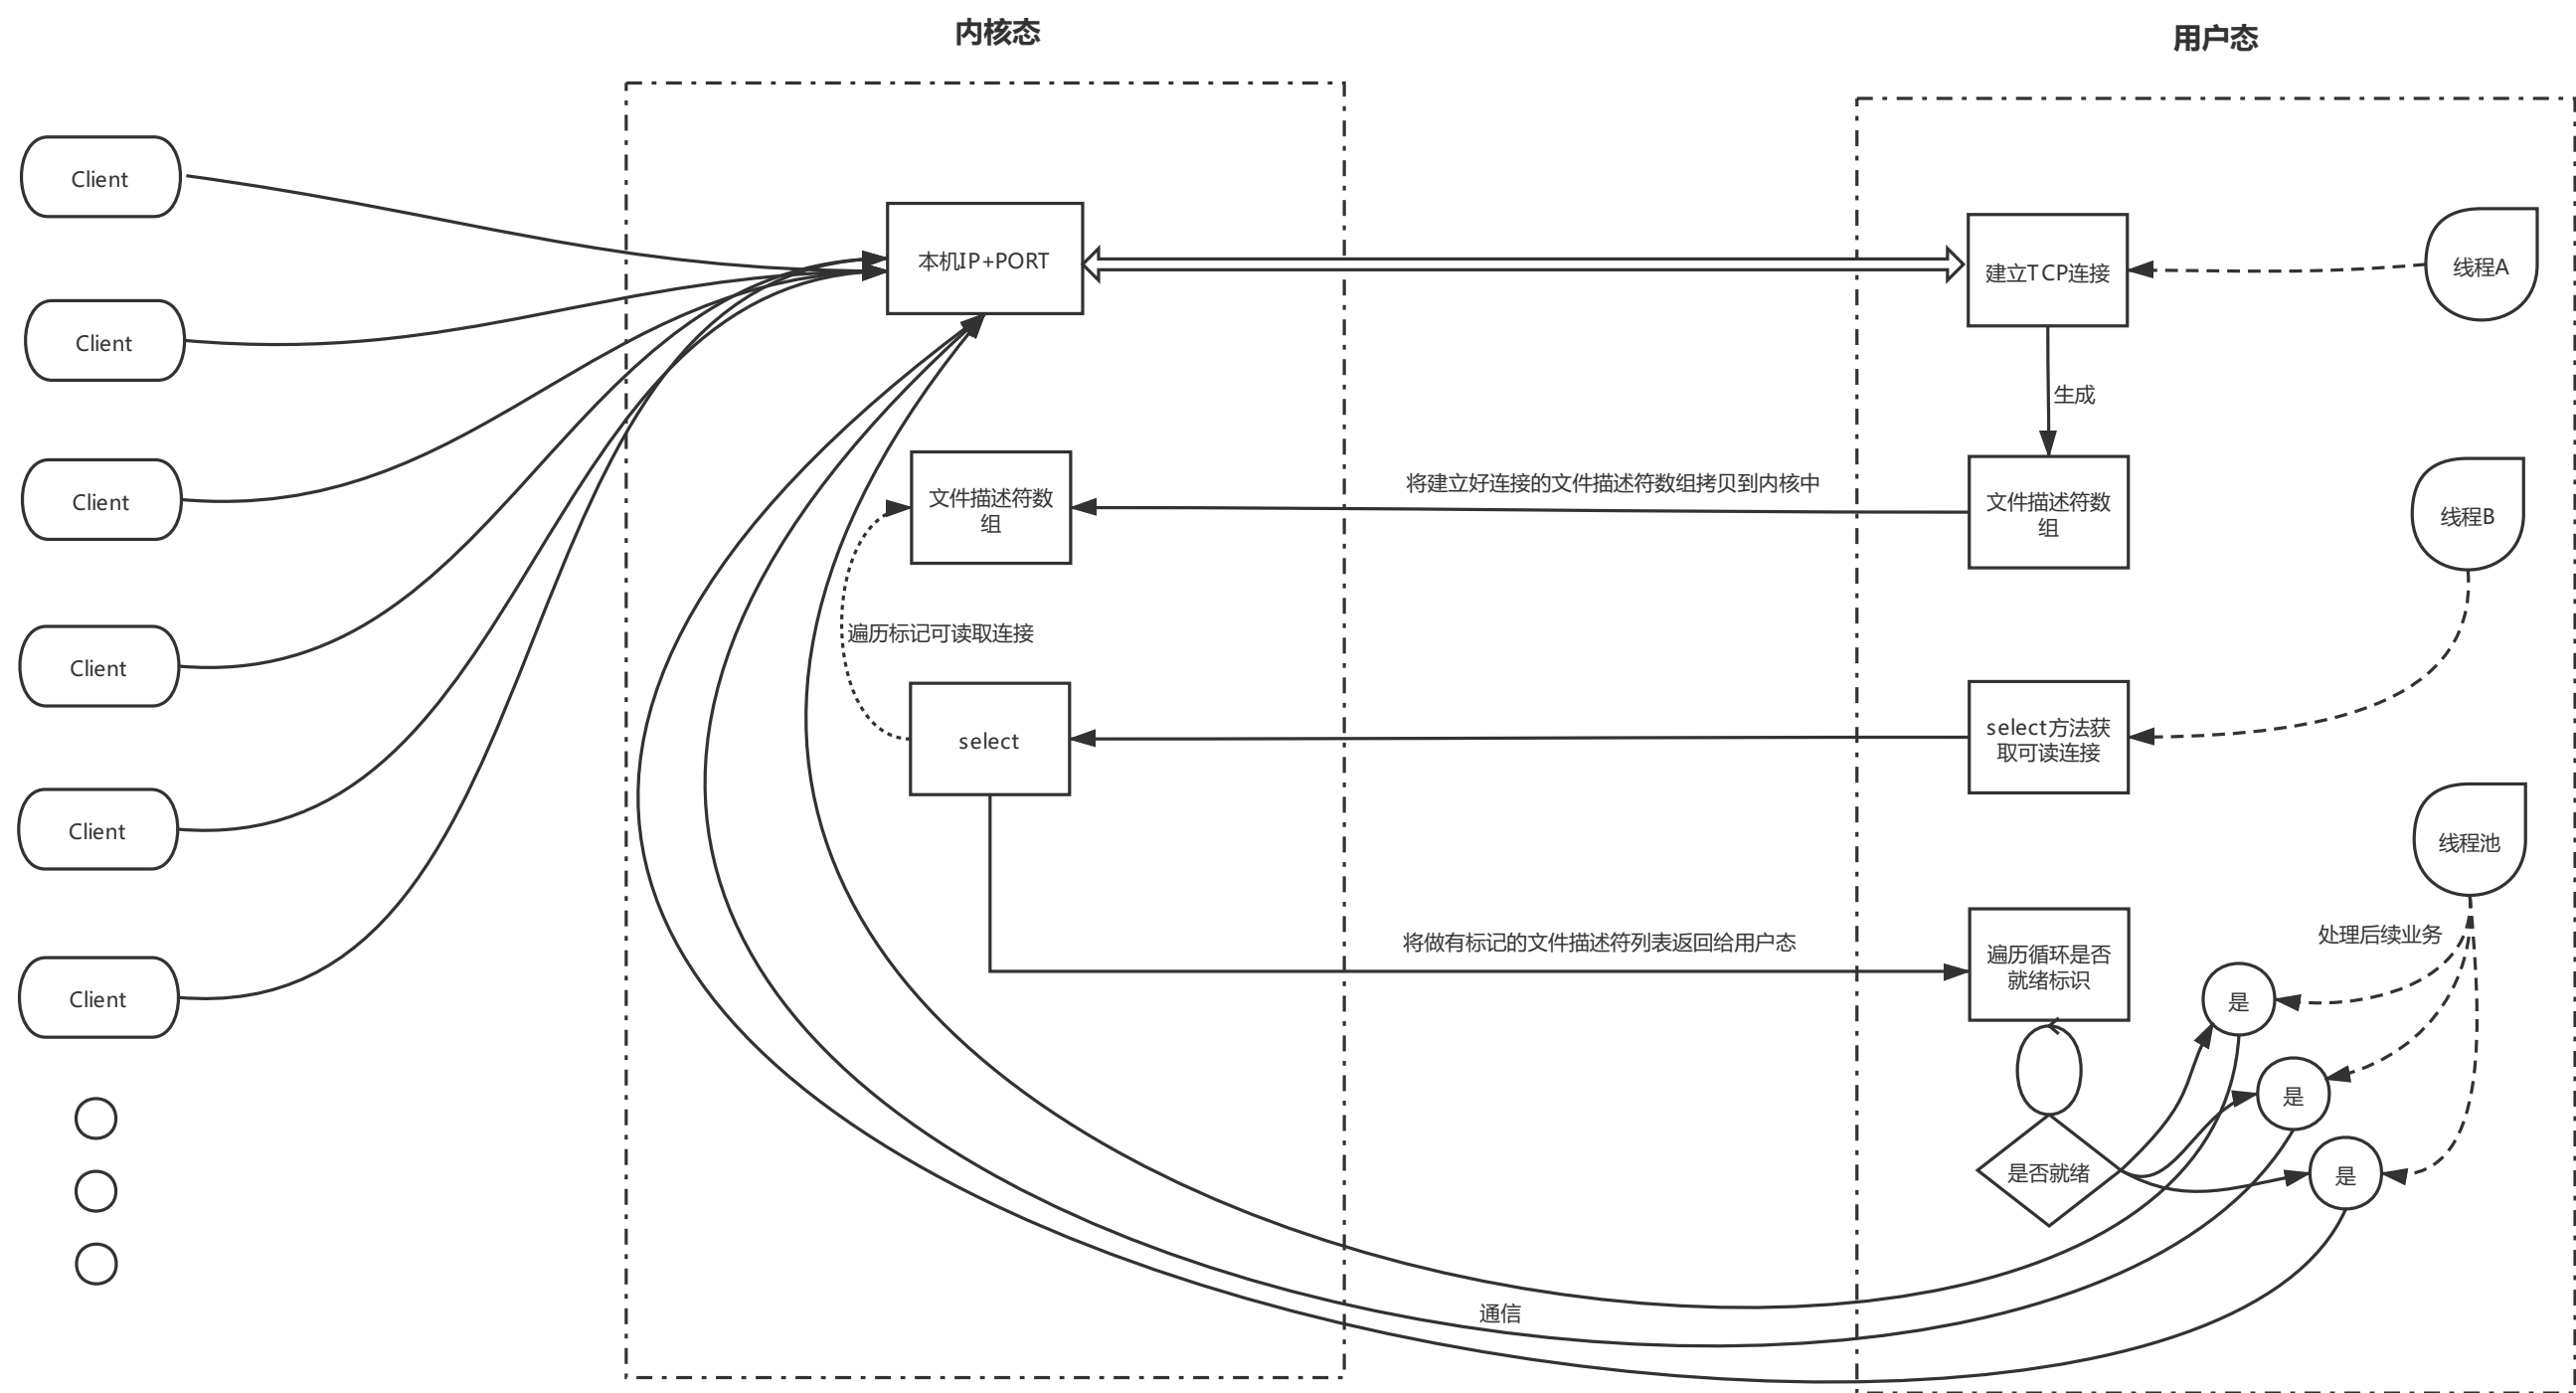 内核态
用户态
Client
Client
Client
Client
Client
Client
本机IP+PORT
建立TCP连接
线程A
生成
文件描述符数
组
将建立好连接的文件描述符数组拷贝到内核中
文件描述符数
组
线程B
遍历标记可读取连接
select
select方法获
取可读连接
线程池
处理后续业务
将做有标记的文件描述符列表返回给用户态
遍历循环是否
就绪标识
是
是
是
是否就绪
通信